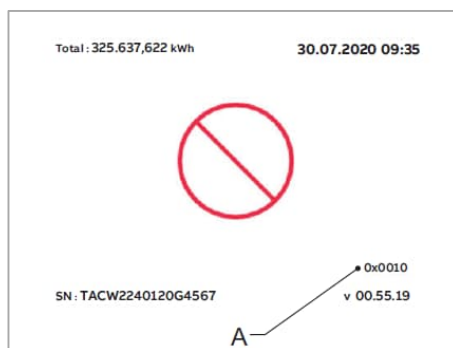 Total : 325.637,622 kWh
30.07.2020 09:35
0x0010
SN : TACW2240120G4567
v 00.55.19
A